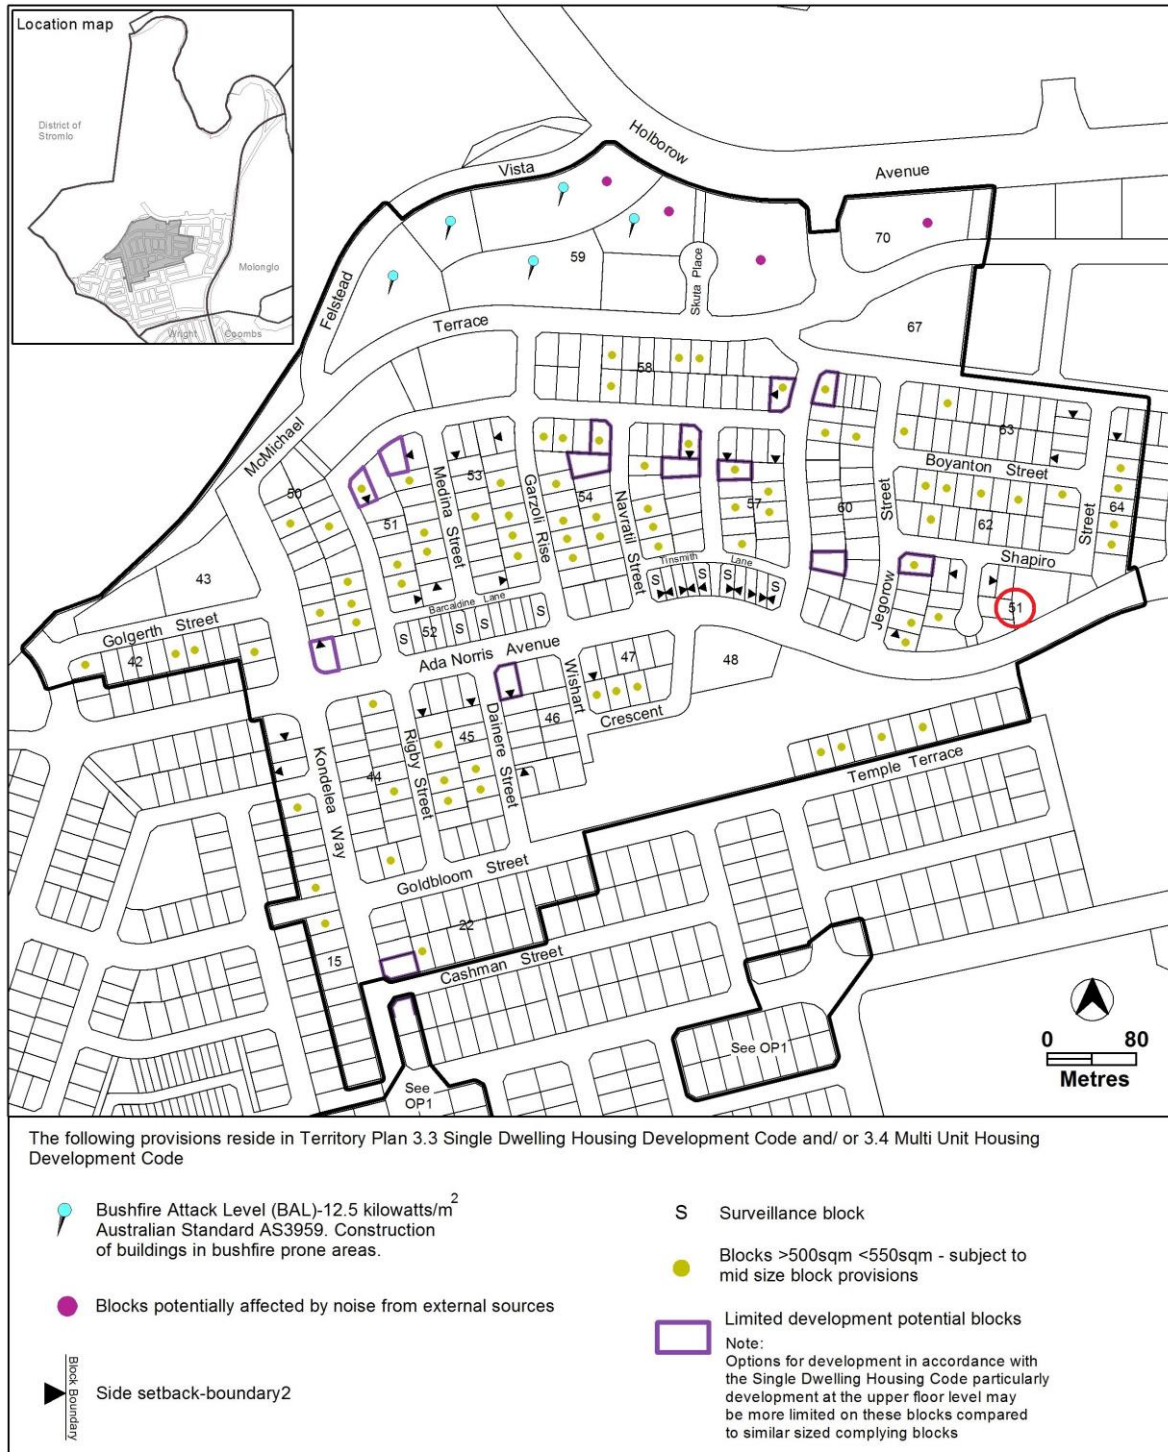 Location map
District of
Stromlo
Molonglo
Wright
Coombs
Holborow
Avenue
Vista
Felstead
70
59
Skuta Place
Terrace
67
58
McMichael
63
Boyanton Street
50
53
Medina Street
Garzoli Rise
54
Navratil Street
57
60
Street
62
Street
64
51
Shapiro
Tinsmith
Lane
S
S
S
S
43
Jegorow
51
Barcaldine Lane
S
52
S
S
S
Golgerth Street
42
Ada Norris Avenue
Wishart
47
48
Crescent
46
Dainere Street
45
Rigby Street
44
Kondelea Way
Temple Terrace
Goldbloom Street
22
15
Cashman Street
See OP1
See
OP1
0 80
Metres
The following provisions reside in Territory Plan 3.3 Single Dwelling Housing Development Code and/ or 3.4 Multi Unit Housing
Development Code
Bushfire Attack Level (BAL)-12.5 kilowatts/m2
Australian Standard AS3959. Construction
of buildings in bushfire prone areas.
Blocks potentially affected by noise from external sources
Block Boundary
Side setback-boundary2
S Surveillance block
Blocks >500sqm <550sqm - subject to
mid size block provisions
Limited development potential blocks
Note:
Options for development in accordance with
the Single Dwelling Housing Code particularly
development at the upper floor level may
be more limited on these blocks compared
to similar sized complying blocks